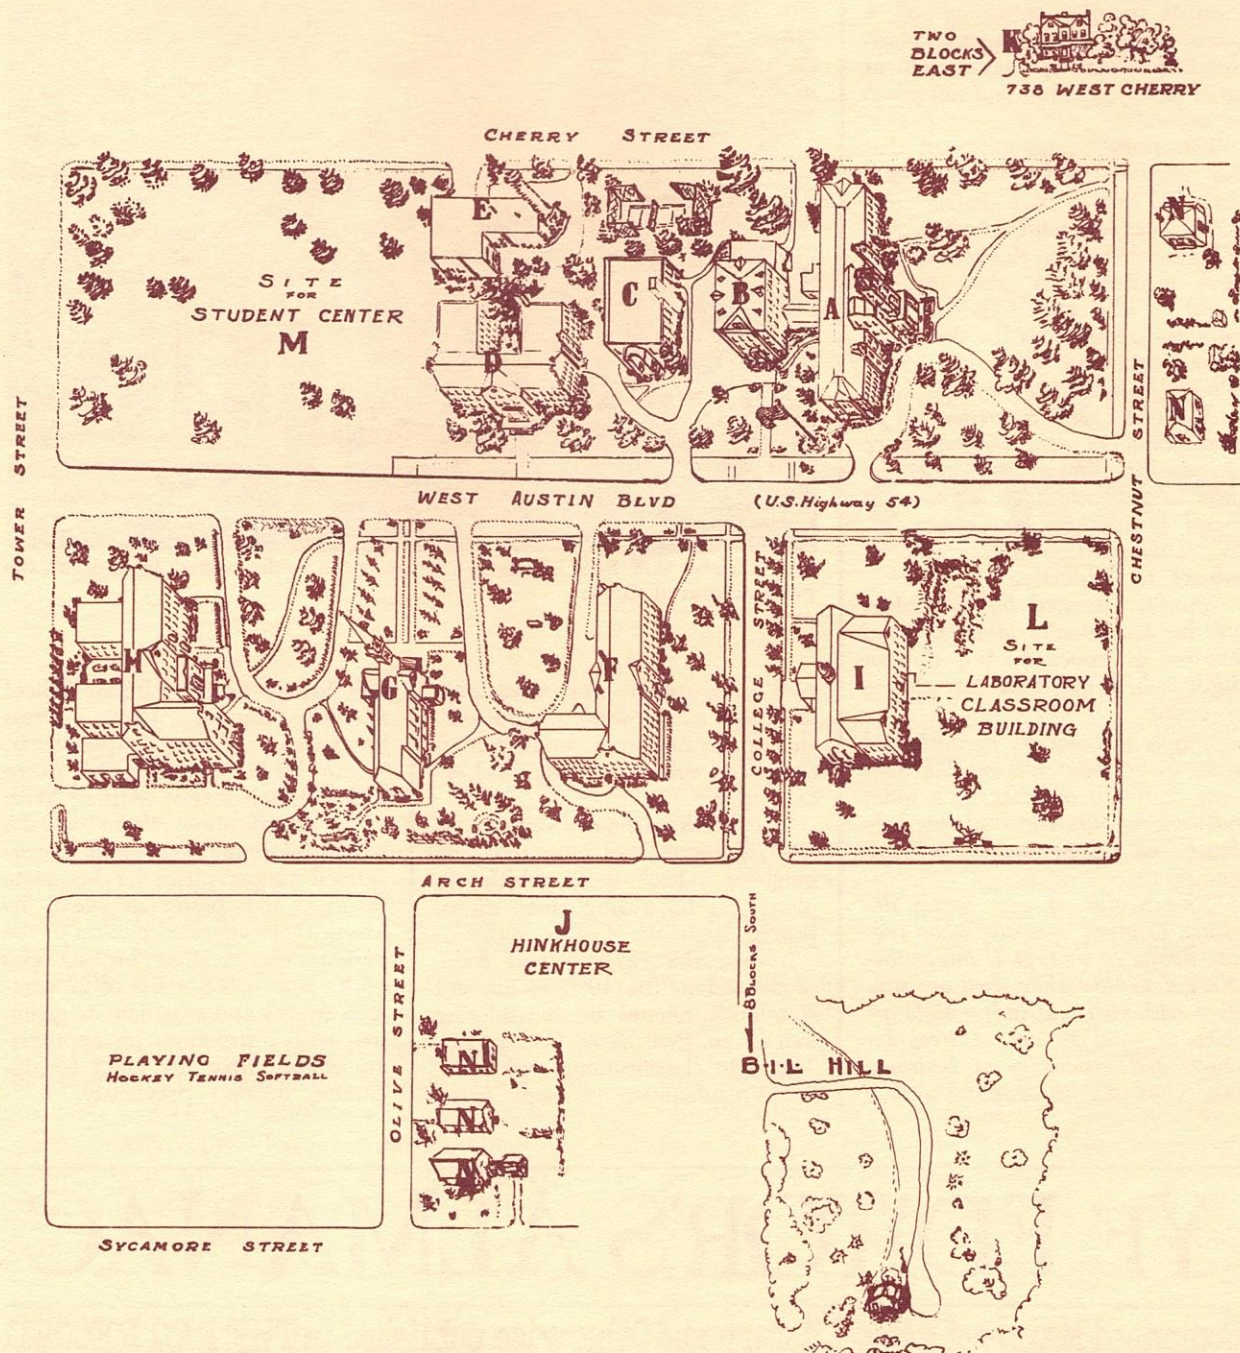 TWO
BLOCKS
EAST
K
738 WEST CHERRY
CHERRY STREET
E
N
C
B
A
SITE
FOR
STUDENT CENTER
M
D
N
TOWER STREET
CHESTNUT STREET
WEST AUSTIN BLVD (U.S. Highway 54)
COLLEGE STREET
H
G
F
I
L
SITE
FOR
LABORATORY
CLASSROOM
BUILDING
ARCH STREET
J
HINKHOUSE
CENTER
8 BLOCKS SOUTH
OLIVE STREET
PLAYING FIELDS
HOCKEY TENNIS SOFTBALL
N
N
N
B·I·L HILL
SYCAMORE STREET